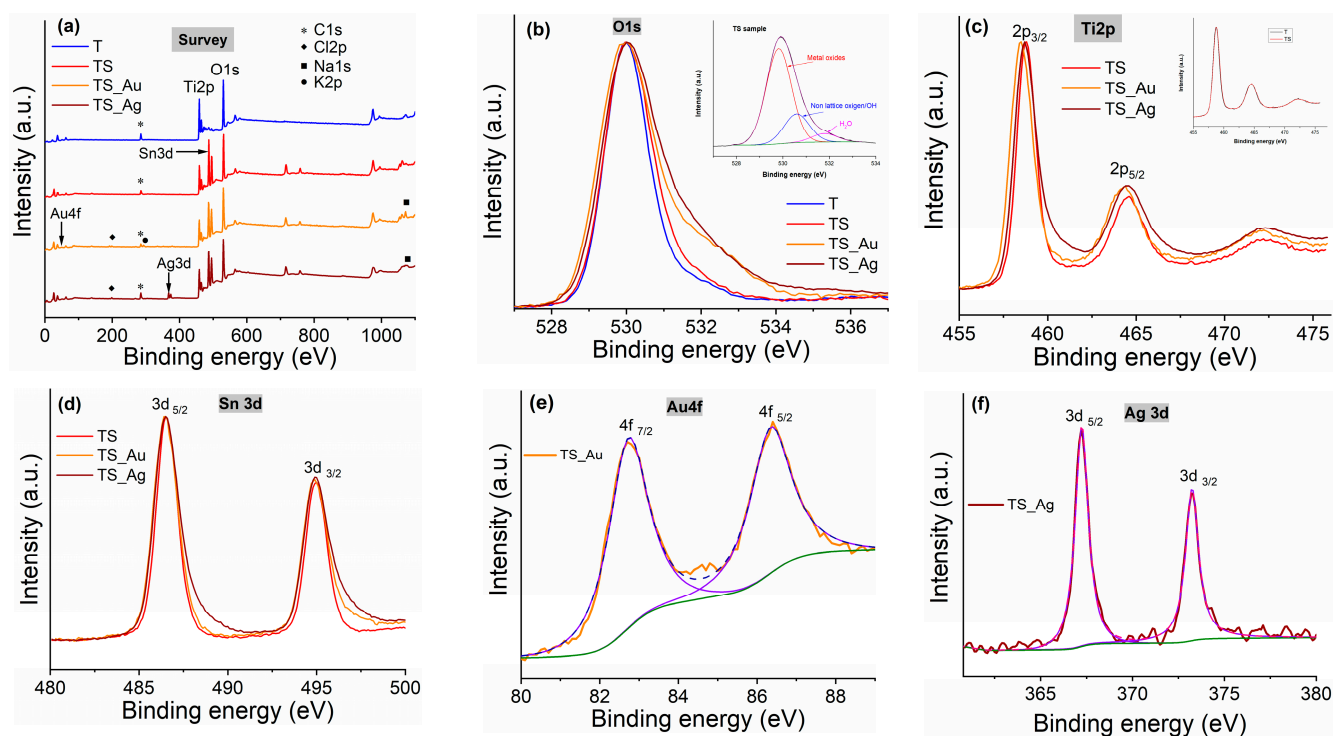 (a)
Survey
T
TS
TS_Au
TS_Ag
* C1s
◆ Cl2p
■ Na1s
● K2p
O1s
Ti2p
*
Sn3d
*
Au4f
◆
*
●
■
Ag3d
◆
*
■
Intensity (a.u.)
0 200 400 600 800 1000
Binding energy (eV)
(b)
O1s
TS sample
Metal oxides
Non lattice oxigen/OH
H2O
Intensity (a.u.)
528 530 532 534
Binding energy (eV)
T
TS
TS_Au
TS_Ag
Intensity (a.u.)
528 530 532 534 536
Binding energy (eV)
(c)
Ti2p
2p3/2
TS
TS_Au
TS_Ag
2p5/2
T
TS
Intensity (a.u.)
455 460 465 470 475
Binding energy (eV)
Intensity (a.u.)
455 460 465 470 475
Binding energy (eV)
(d)
Sn 3d
3d 5/2
TS
TS_Au
TS_Ag
3d 3/2
Intensity (a.u.)
480 485 490 495 500
Binding energy (eV)
(e)
Au4f
4f 7/2
4f 5/2
TS_Au
Intensity (a.u.)
80 82 84 86 88
Binding energy (eV)
(f)
Ag 3d
3d 5/2
3d 3/2
TS_Ag
Intensity (a.u.)
365 370 375 380
Binding energy (eV)